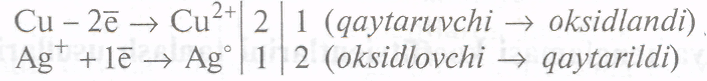 Cu – 2ē → Cu²⁺| 2 | 1 (qaytaruvchi → oksidlandi)
Ag⁺ + 1ē → Ag°| 1 | 2 (oksidlovchi → qaytarildi)